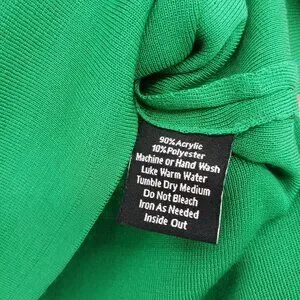 90% Acrylic
10% Polyester
Machine or Hand Wash
Luke Warm Water
Tumble Dry Medium
Do Not Bleach
Iron As Needed
Inside Out